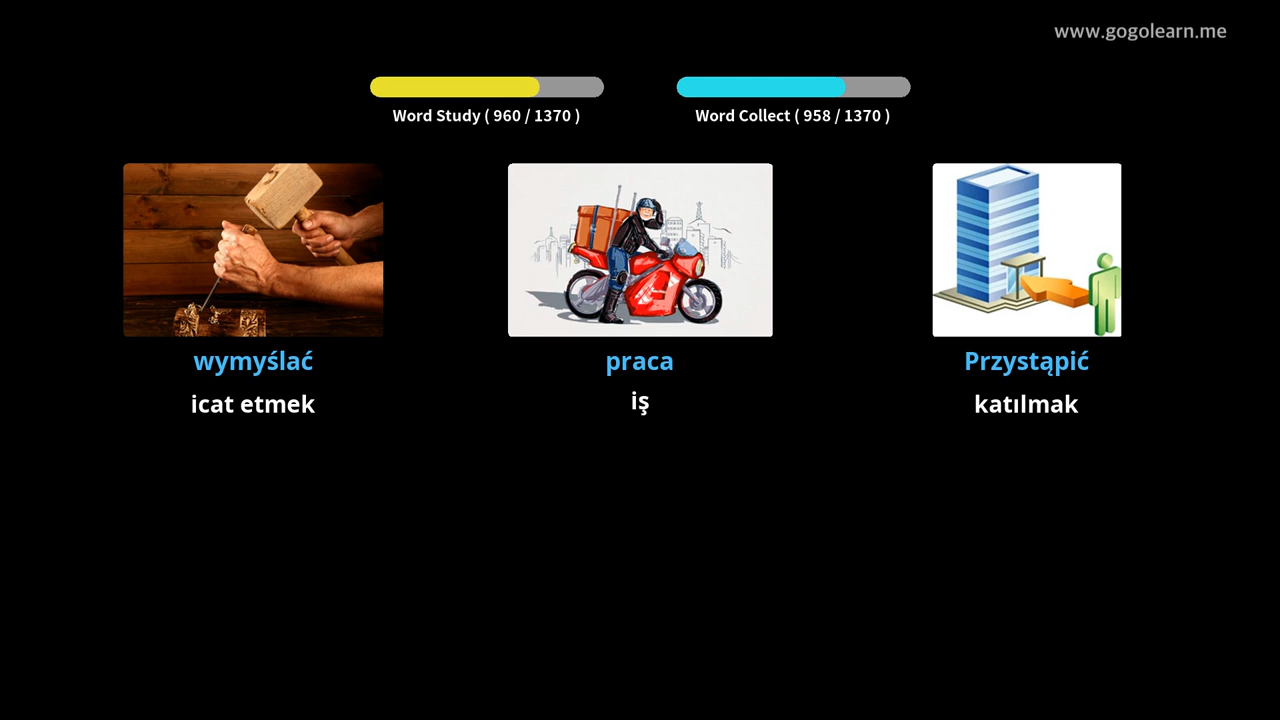 www.gogolearn.me
Word Study ( 960 / 1370 )
Word Collect ( 958 / 1370 )
wymyślać
praca
Przystąpić
icat etmek
iş
katılmak